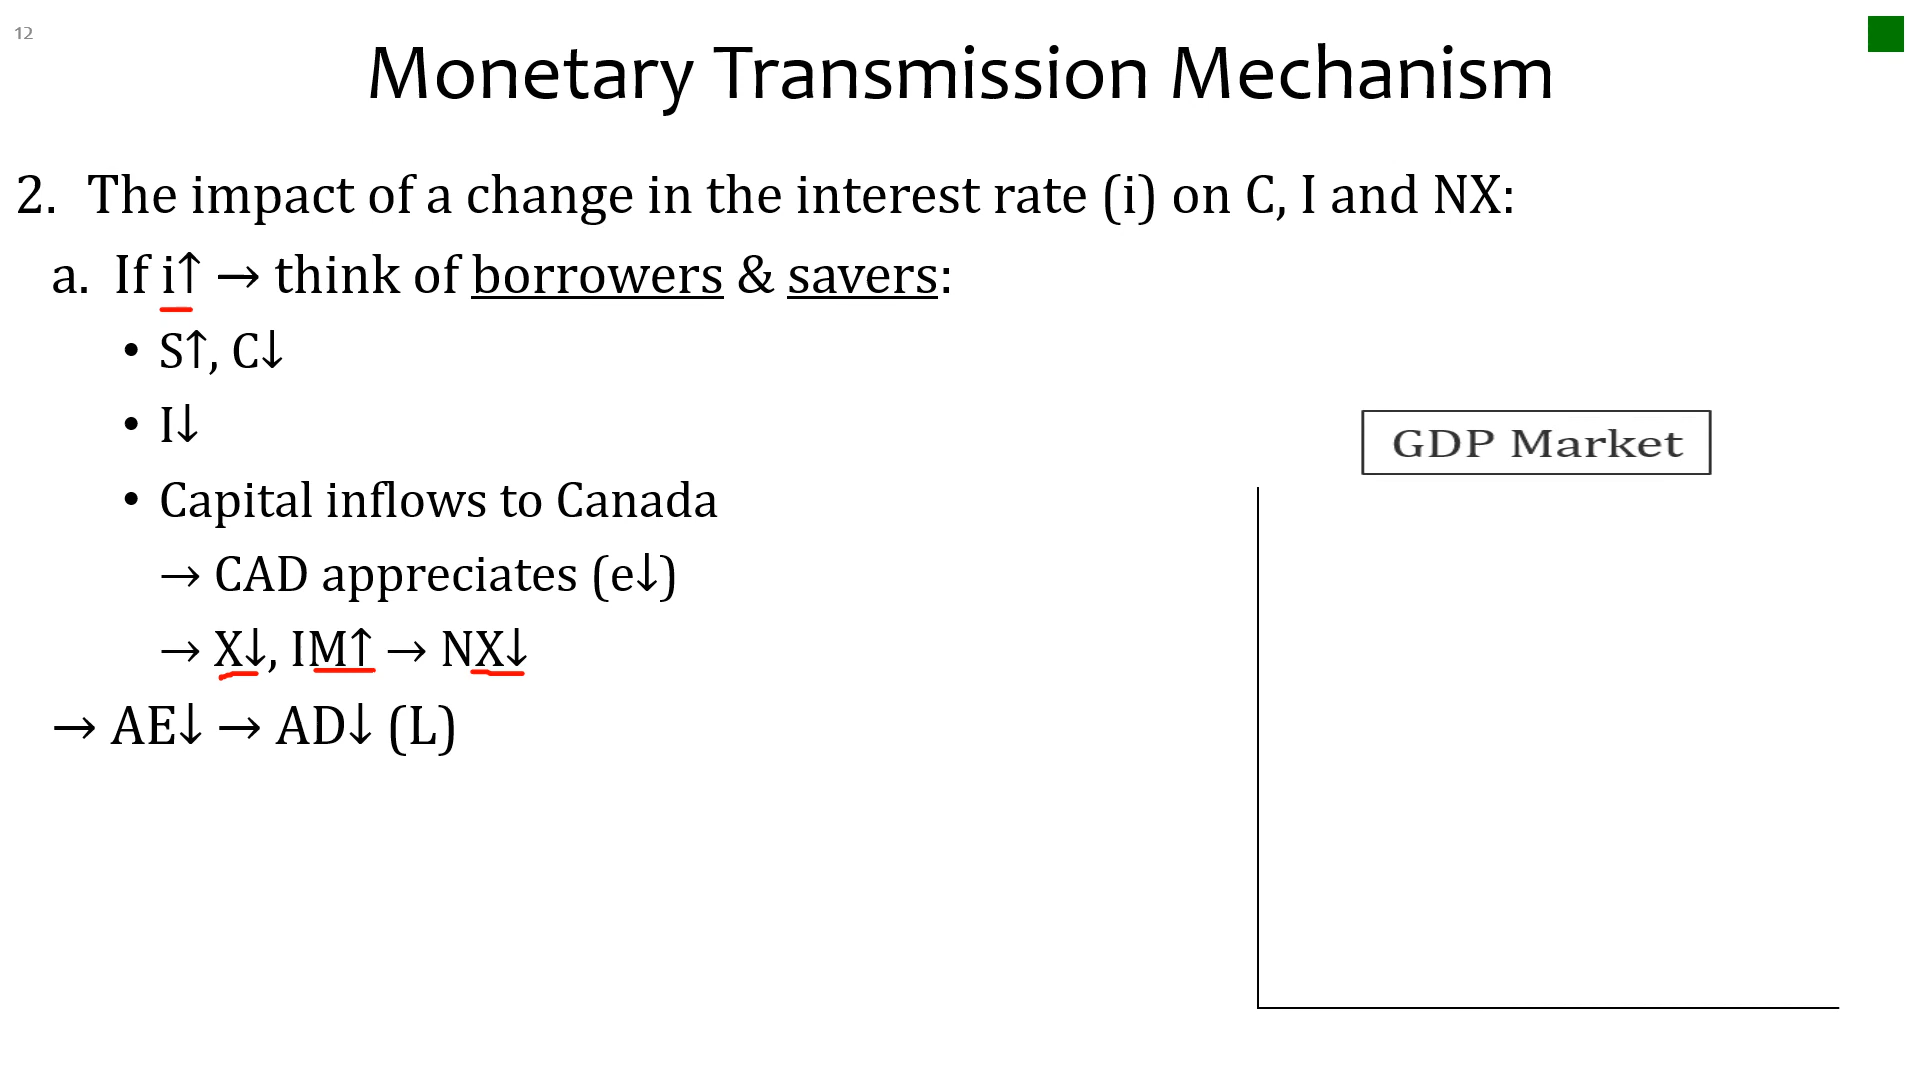 12
Monetary Transmission Mechanism
2. The impact of a change in the interest rate (i) on C, I and NX:
a. If i↑ → think of borrowers & savers:
• S↑, C↓
• I↓
• Capital inflows to Canada
→ CAD appreciates (e↓)
→ X↓, IM↑ → NX↓
→ AE↓ → AD↓ (L)
GDP Market